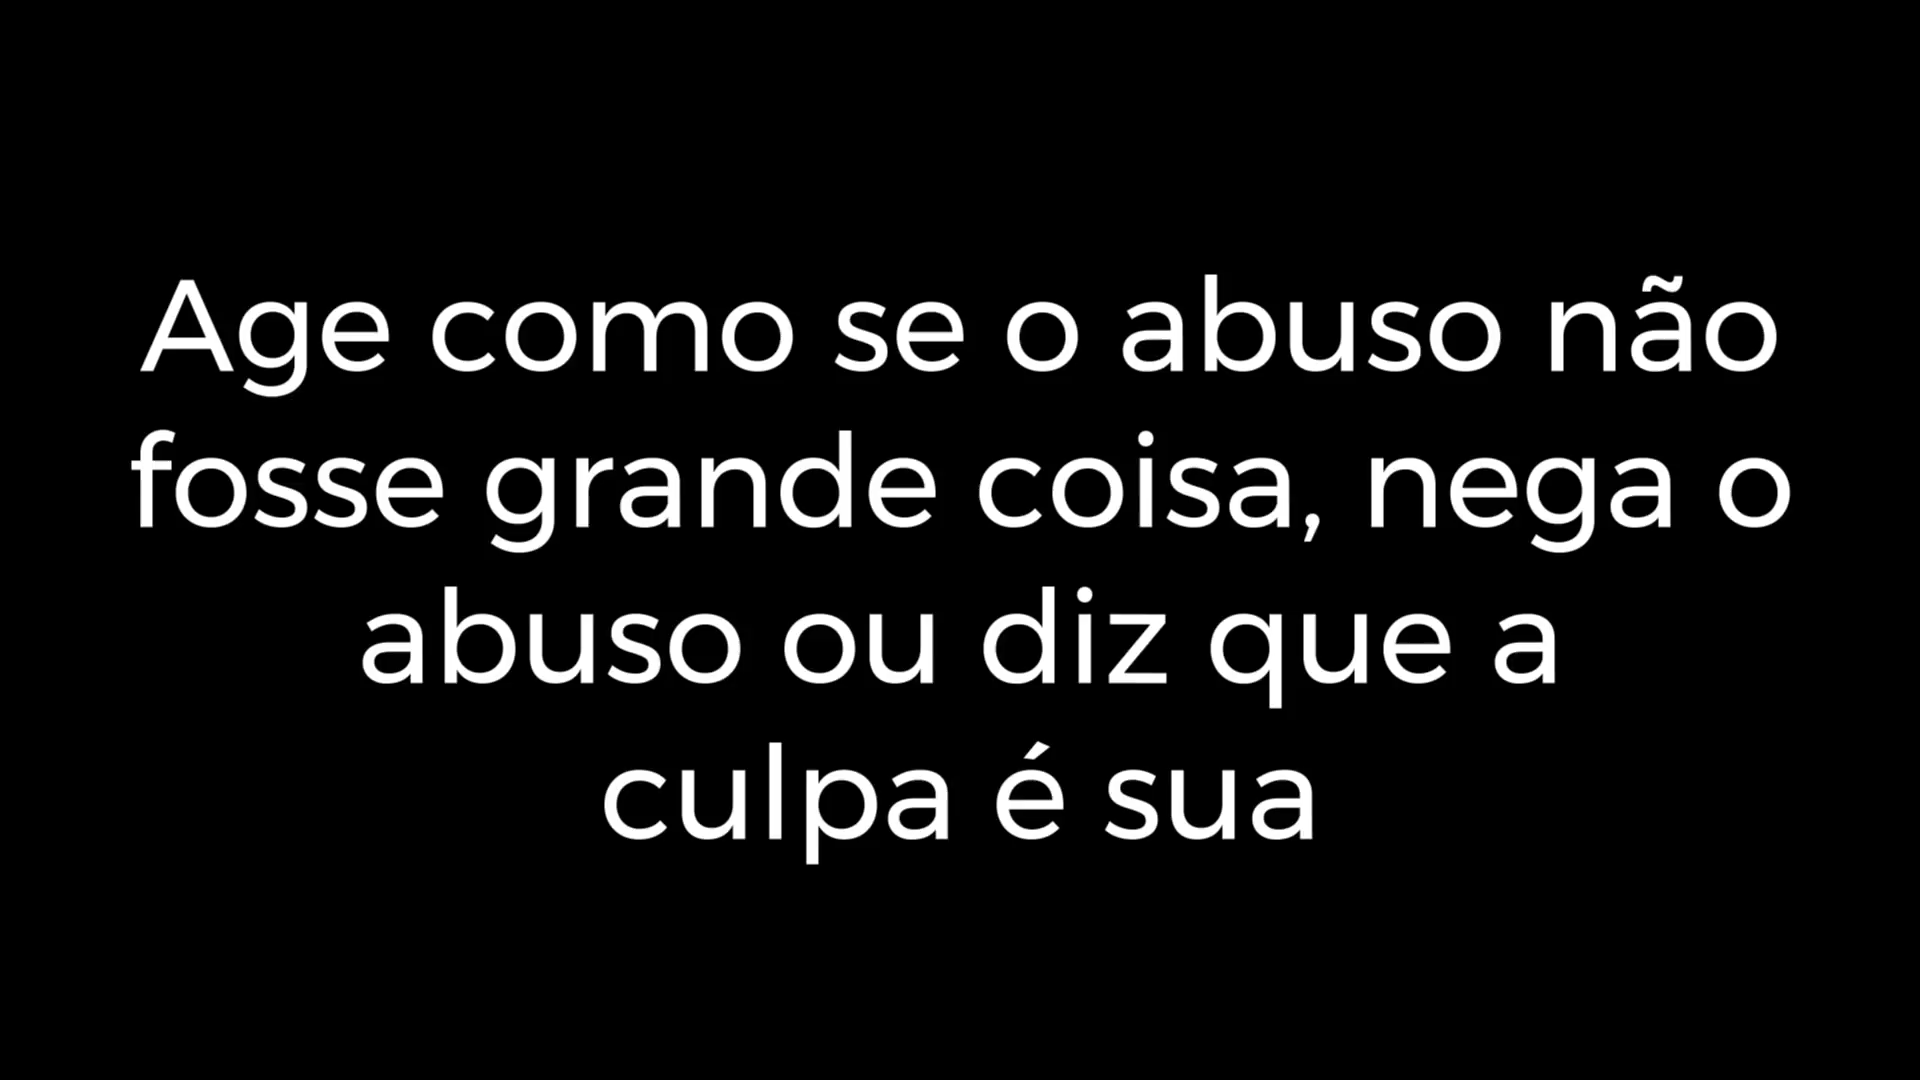 Age como se o abuso não
fosse grande coisa, nega o
abuso ou diz que a
culpa é sua